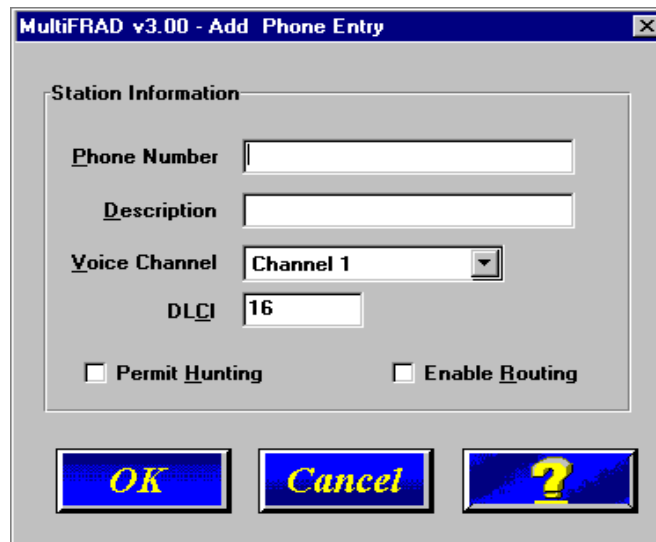 MultiFRAD v3.00 - Add Phone Entry
Station Information
Phone Number
Description
Voice Channel Channel 1
DLCI 16
Permit Hunting Enable Routing
OK Cancel ?